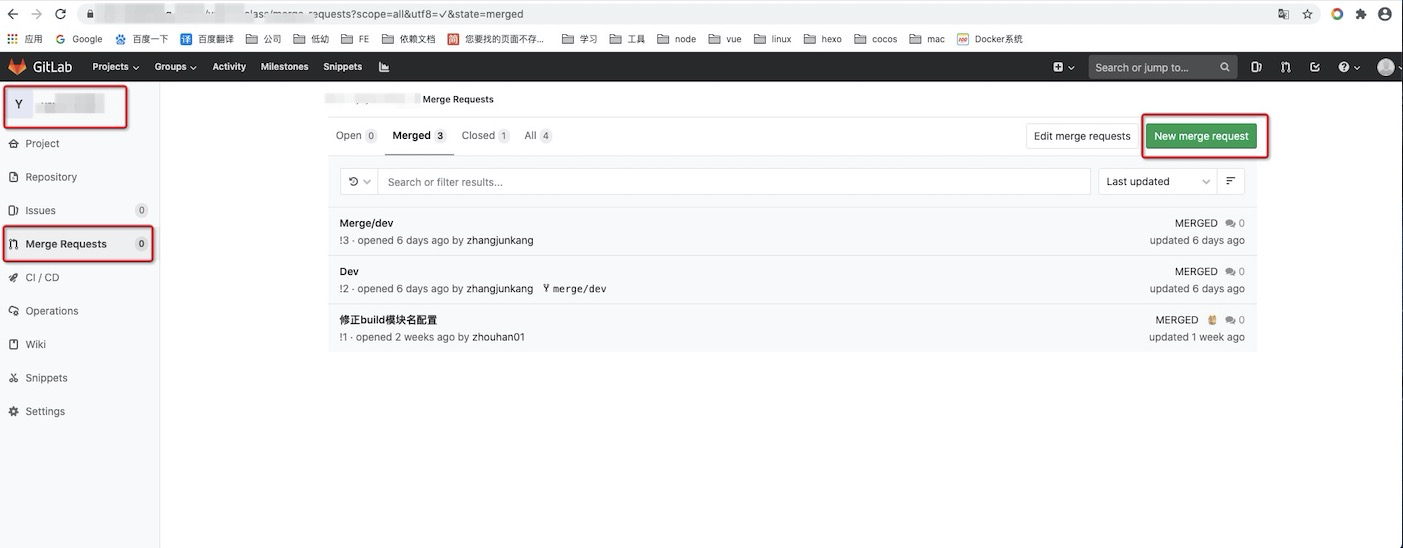 class/merge-requests?scope=all&utf8=✓&state=merged
应用 Google 百度一下 百度翻译 公司 低幼 FE 依赖文档 您要找的页面不存... 学习 工具 node vue linux hexo cocos mac Docker系统
GitLab Projects Groups Activity Milestones Snippets Search or jump to...
Y
Merge Requests
Project
Open 0 Merged 3 Closed 1 All 4 Edit merge requests New merge request
Repository
Search or filter results... Last updated
Issues 0
Merge/dev MERGED 0
!3 · opened 6 days ago by zhangjunkang updated 6 days ago
Merge Requests 0
Dev MERGED 0
CI / CD
!2 · opened 6 days ago by zhangjunkang merge/dev updated 6 days ago
Operations
修正build模块名配置 MERGED 0
!1 · opened 2 weeks ago by zhouhan01 updated 1 week ago
Wiki
Snippets
Settings